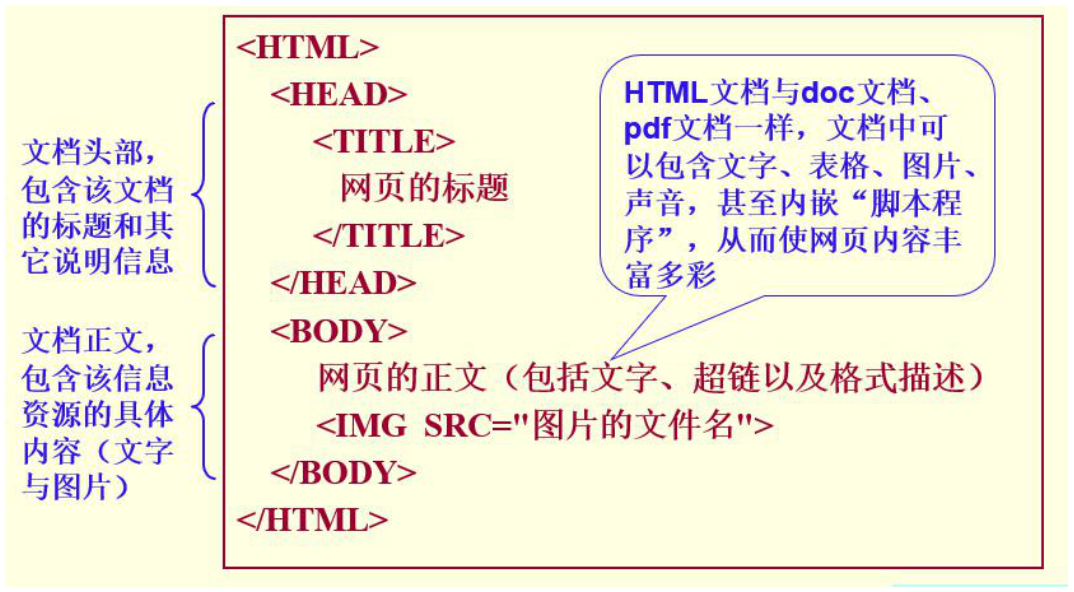 <HTML>
<HEAD>
<TITLE>
网页的标题
</TITLE>
</HEAD>
<BODY>
网页的正文（包括文字、超链以及格式描述）
<IMG SRC="图片的文件名">
</BODY>
</HTML>
文档头部，
包含该文档
的标题和其
它说明信息
文档正文，
包含该信息
资源的具体
内容（文字
与图片）
HTML文档与doc文档、
pdf文档一样，文档中可
以包含文字、表格、图片、
声音，甚至内嵌“脚本程
序”，从而使网页内容丰
富多彩